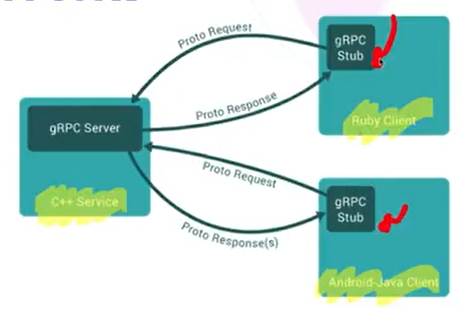 Proto Request
gRPC
Stub
gRPC Server
Proto Response
Ruby Client
Proto Request
gRPC
Stub
C++ Service
Proto Response(s)
Android-Java Client